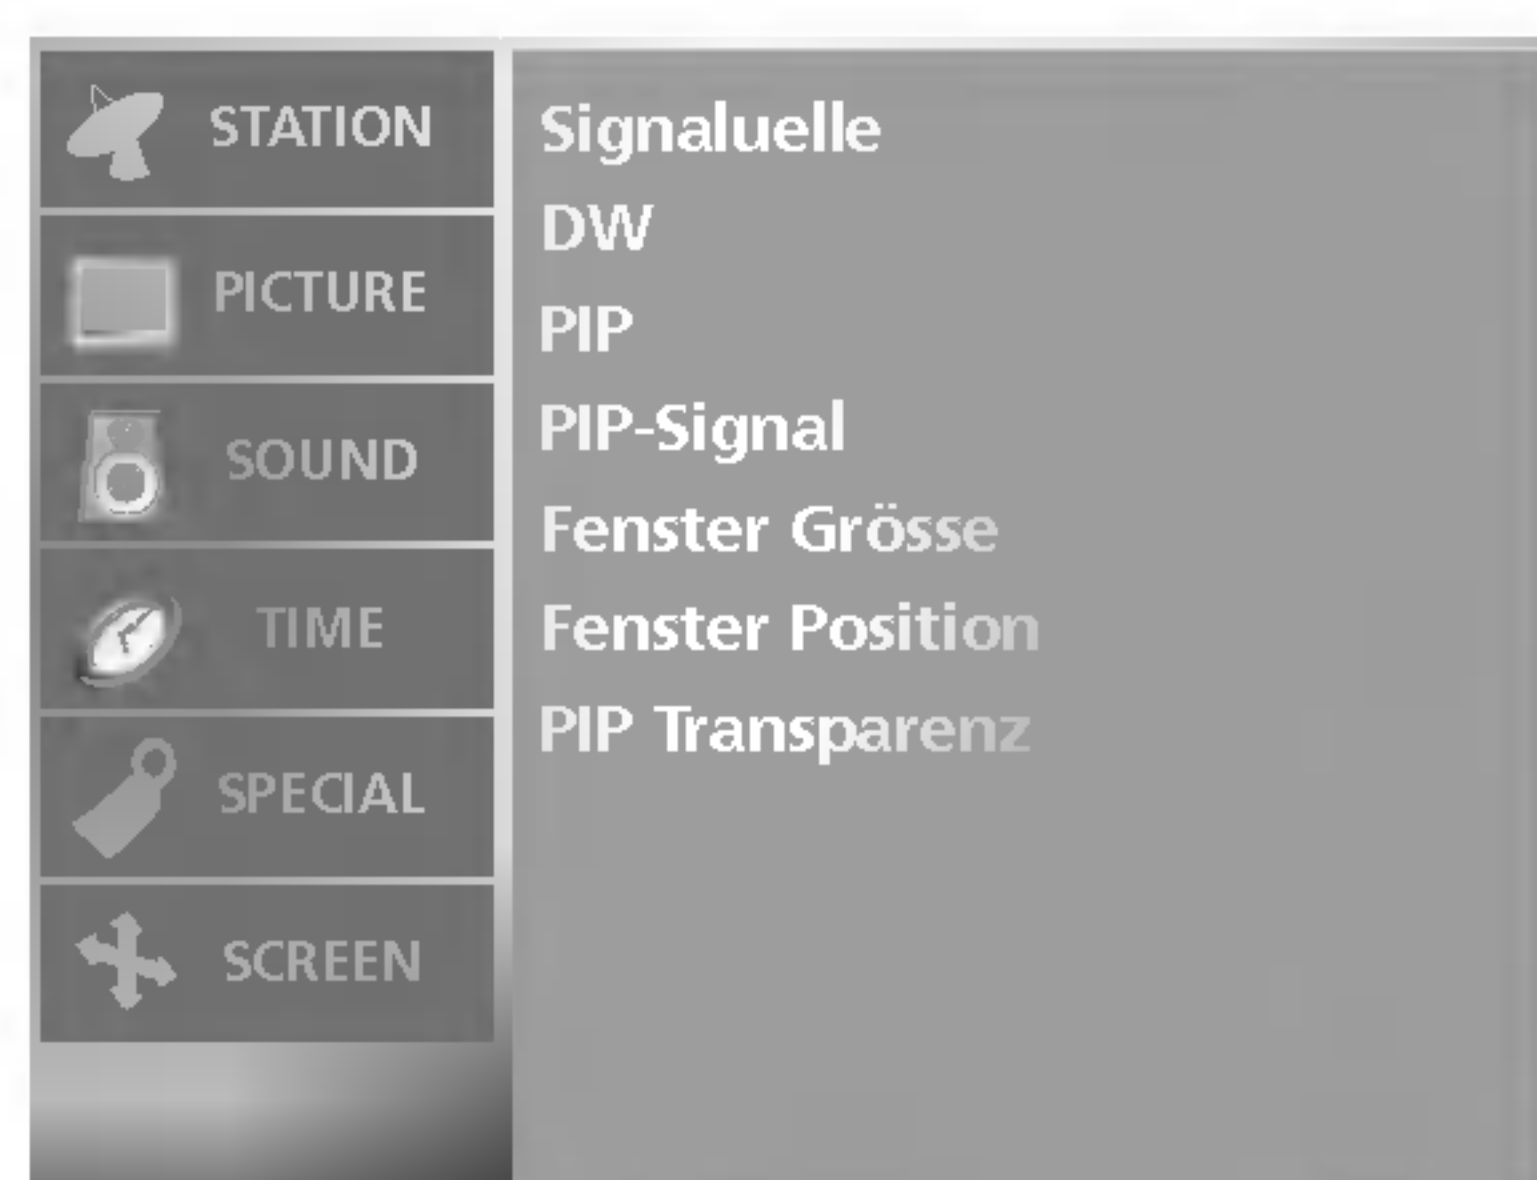 STATION
PICTURE
SOUND
TIME
SPECIAL
SCREEN
Signaluelle
DW
PIP
PIP-Signal
Fenster Grösse
Fenster Position
PIP Transparenz